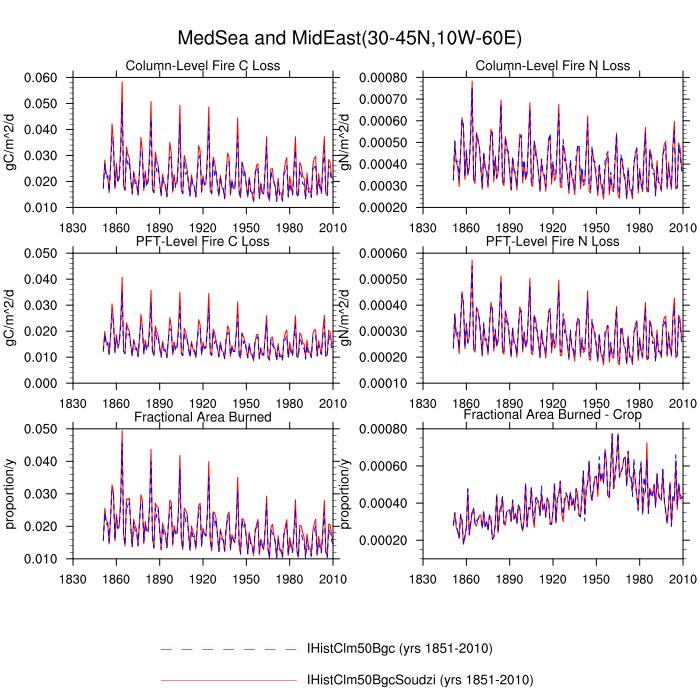 MedSea and MidEast(30-45N,10W-60E)
Column-Level Fire C Loss
gC/m^2/d
0.060
0.050
0.040
0.030
0.020
0.010
1830 1860 1890 1920 1950 1980 2010
Column-Level Fire N Loss
gN/m^2/d
0.00080
0.00070
0.00060
0.00050
0.00040
0.00030
0.00020
1830 1860 1890 1920 1950 1980 2010
PFT-Level Fire C Loss
gC/m^2/d
0.050
0.040
0.030
0.020
0.010
0.000
1830 1860 1890 1920 1950 1980 2010
PFT-Level Fire N Loss
gN/m^2/d
0.00060
0.00050
0.00040
0.00030
0.00020
0.00010
1830 1860 1890 1920 1950 1980 2010
Fractional Area Burned
proportion/y
0.050
0.040
0.030
0.020
0.010
1830 1860 1890 1920 1950 1980 2010
Fractional Area Burned - Crop
proportion/y
0.00080
0.00060
0.00040
0.00020
1830 1860 1890 1920 1950 1980 2010
IHistClm50Bgc (yrs 1851-2010)
IHistClm50BgcSoudzi (yrs 1851-2010)